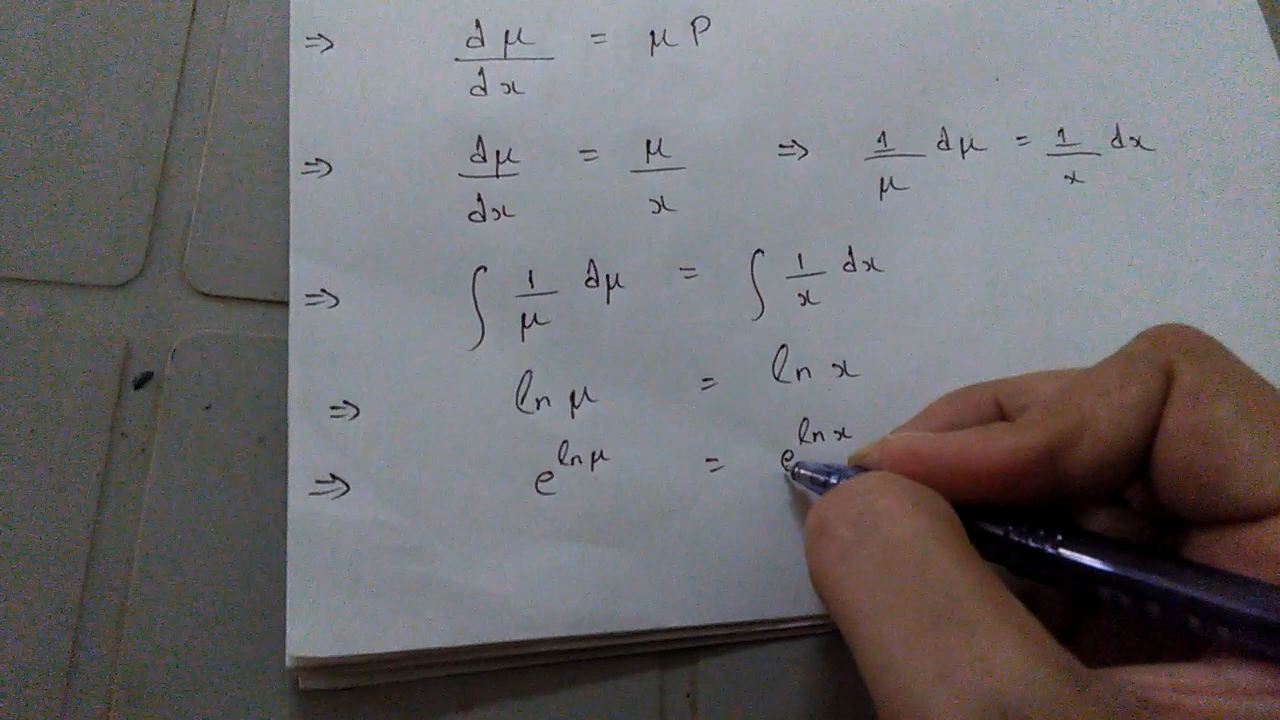 ⇒ dμ/dx = μP
⇒ dμ/dx = μ/x ⇒ 1/μ dμ = 1/x dx
⇒ ∫ 1/μ dμ = ∫ 1/x dx
⇒ ln μ = ln x
⇒ e^{ln μ} = e^{ln x}